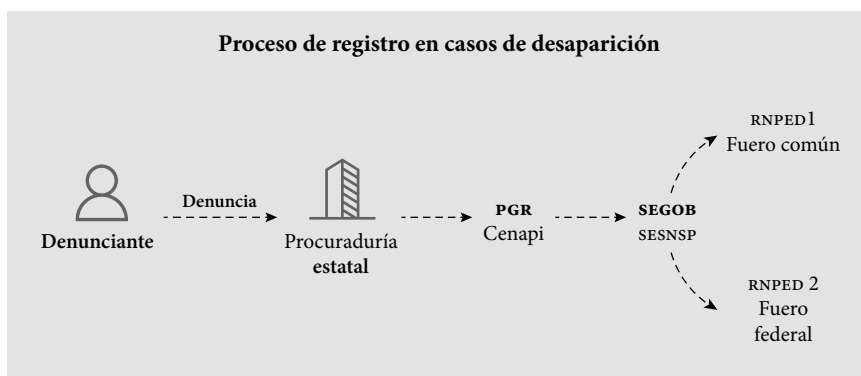 Proceso de registro en casos de desaparición
Denunciante
Denuncia
Procuraduría
estatal
PGR
Cenapi
SEGOB
SESNSP
RNPED1
Fuero común
RNPED 2
Fuero
federal